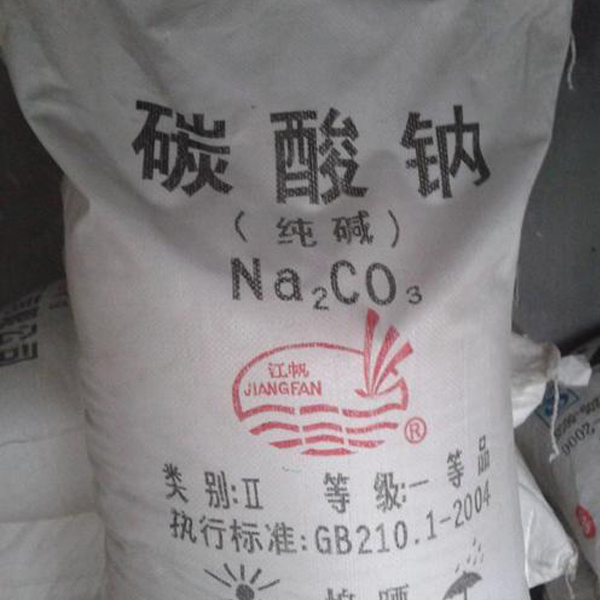 碳酸钠
(纯碱)
Na₂CO₃
江帆
JIANGFAN
®
类别:II 等级:一等品
执行标准:GB210.1-2004